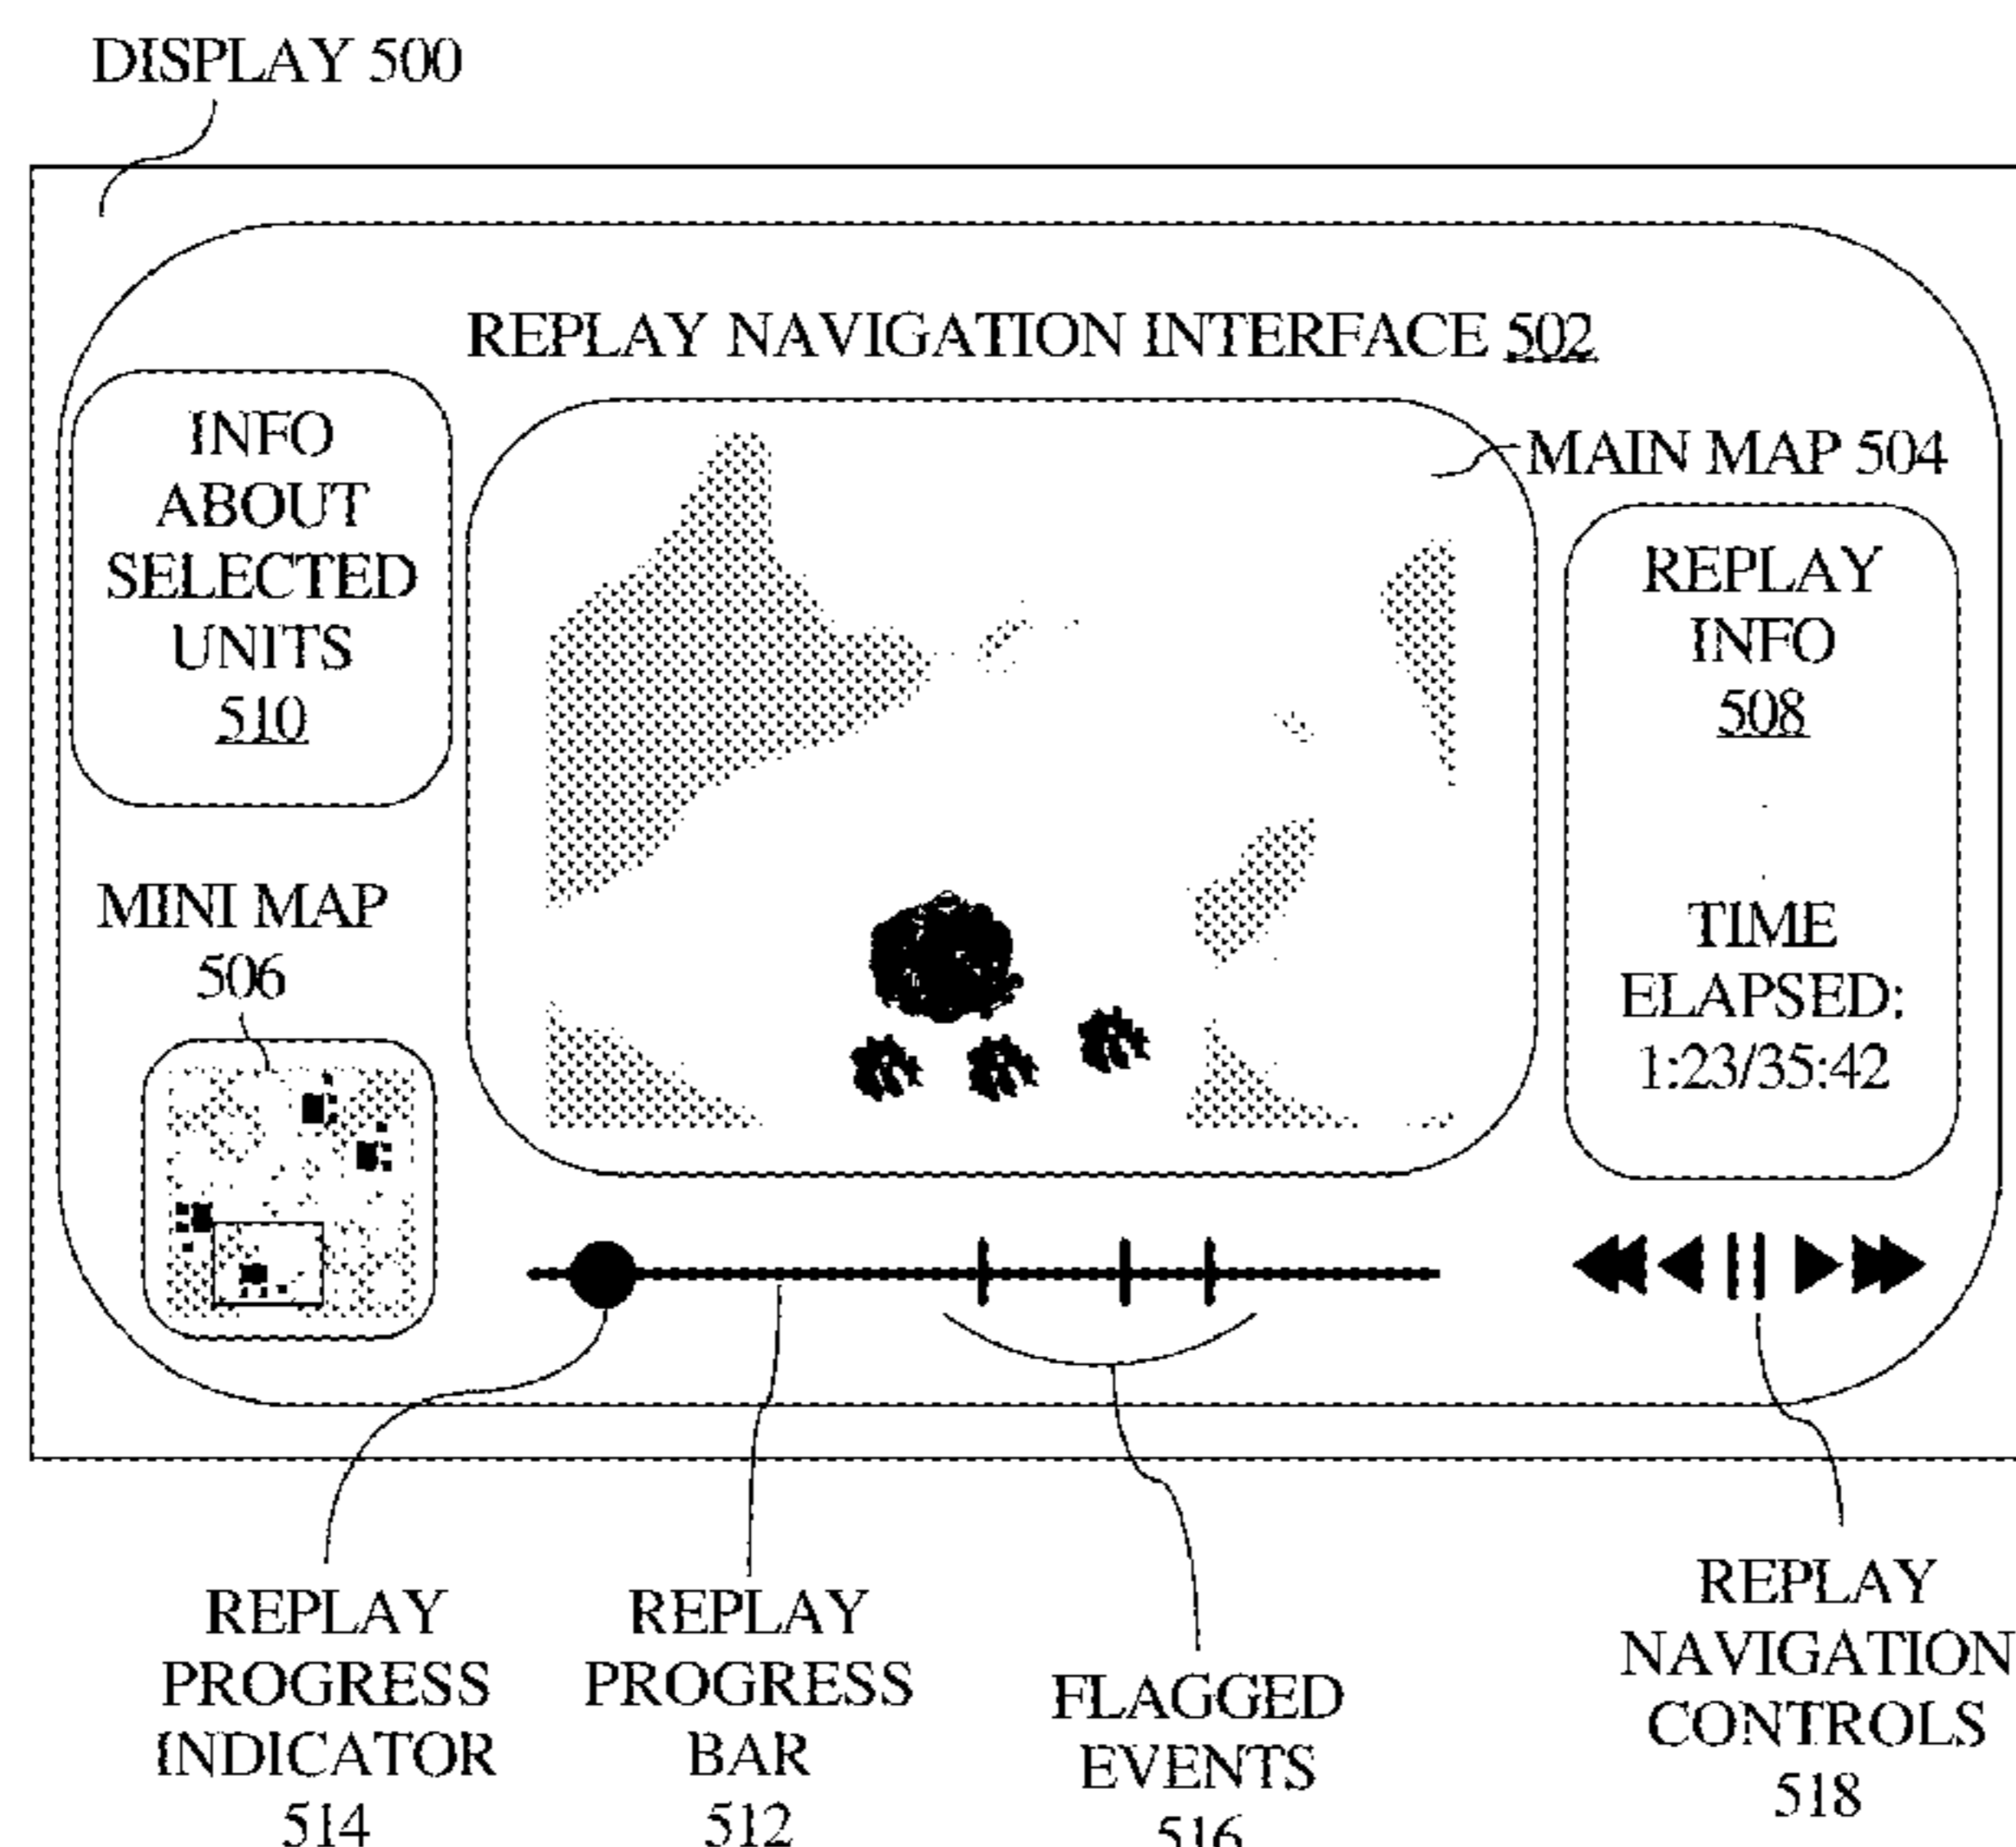 DISPLAY 500
REPLAY NAVIGATION INTERFACE 502
INFO
ABOUT
SELECTED
UNITS
510
MAIN MAP 504
REPLAY
INFO
508
TIME
ELAPSED:
1:23/35:42
MINI MAP
506
REPLAY
PROGRESS
INDICATOR
514
REPLAY
PROGRESS
BAR
512
FLAGGED
EVENTS
516
REPLAY
NAVIGATION
CONTROLS
518